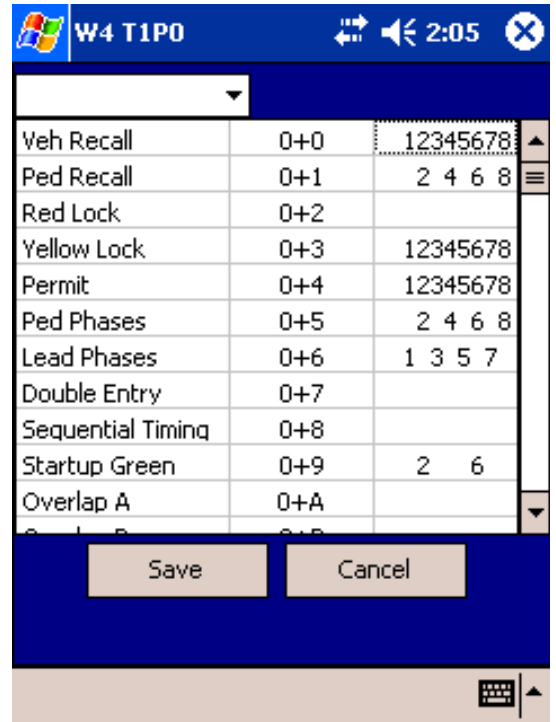 W4 T1P0 2:05
Veh Recall 0+0 12345678
Ped Recall 0+1 2 4 6 8
Red Lock 0+2
Yellow Lock 0+3 12345678
Permit 0+4 12345678
Ped Phases 0+5 2 4 6 8
Lead Phases 0+6 1 3 5 7
Double Entry 0+7
Sequential Timing 0+8
Startup Green 0+9 2 6
Overlap A 0+A
Save Cancel